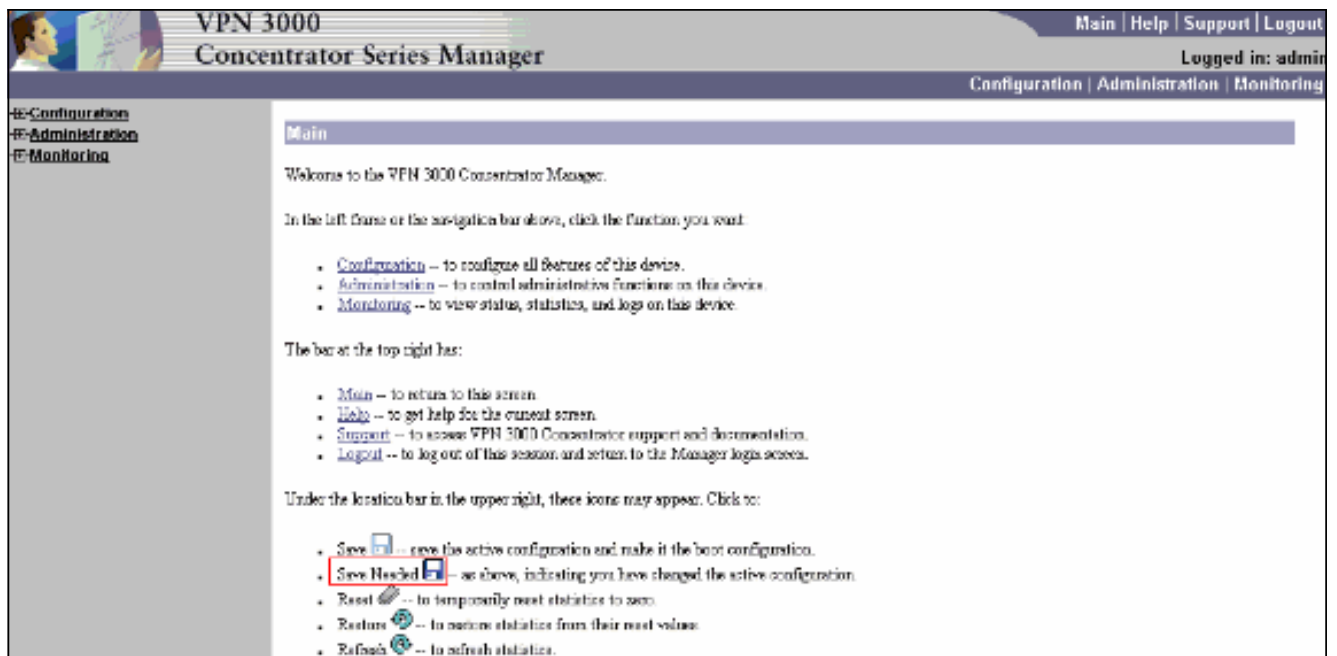 VPN 3000
Concentrator Series Manager
Main | Help | Support | Logout
Logged in: admin
Configuration | Administration | Monitoring
Configuration
Administration
Monitoring
Main
Welcome to the VPN 3000 Concentrator Manager.
In the left frame or the navigation bar above, click the function you want:
Configuration -- to configure all features of this device.
Administration -- to control administrative functions on this device.
Monitoring -- to view status, statistics, and logs on this device.
The bar at the top right has:
Main -- to return to this screen.
Help -- to get help for the current screen.
Support -- to access VPN 3000 Concentrator support and documentation.
Logout -- to log out of this session and return to the Manager login screen.
Under the location bar in the upper right, these icons may appear. Click to:
Save -- save the active configuration and make it the boot configuration.
Save Needed -- as above, indicating you have changed the active configuration.
Reset -- to temporarily reset statistics to zero.
Restore -- to restore statistics from their reset values.
Refresh -- to refresh statistics.